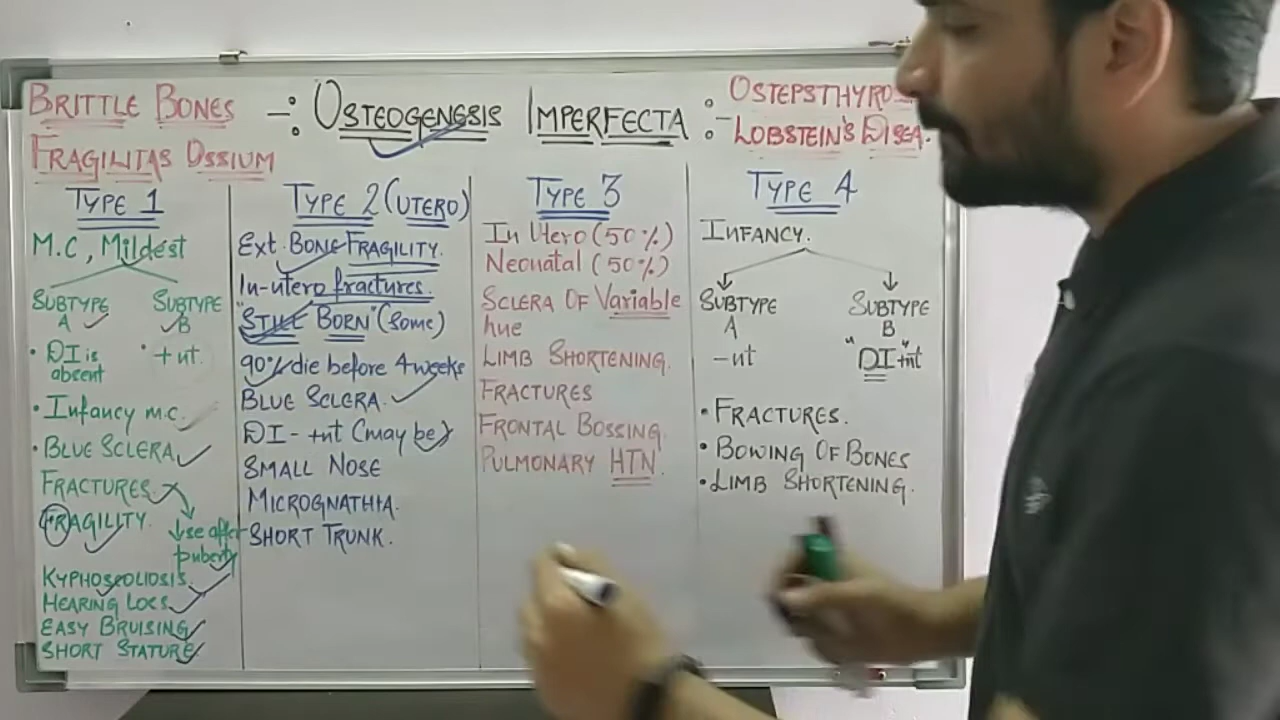 BRITTLE BONES -: OSTEOGENESIS IMPERFECTA : OSTEPSTHYRO
FRAGILITAS OSSIUM
LOBSTEIN'S DISEA.
TYPE 1
M.C, Mildest
SUBTYPE A
SUBTYPE B
• DI is absent
• +nt.
• Infancy m.c.
• BLUE SCLERA
FRACTURES
↓se after puberty
FRAGILITY.
KYPHOSCOLIOSIS.
HEARING LOSS
EASY BRUISING
SHORT STATURE
TYPE 2 (UTERO)
Ext. BONE FRAGILITY.
In-utero fractures.
"STILL BORN" (Some)
90% die before 4 weeks
BLUE SCLERA.
DI - +nt (may be)
SMALL NOSE
MICROGNATHIA.
SHORT TRUNK.
TYPE 3
In Utero (50%)
Neonatal (50%)
SCLERA OF Variable
hue
LIMB SHORTENING.
FRACTURES
FRONTAL BOSSING
PULMONARY HTN.
TYPE 4
INFANCY.
SUBTYPE A
SUBTYPE B
-nt
"DI" +nt
• FRACTURES.
• BOWING OF BONES
• LIMB SHORTENING.